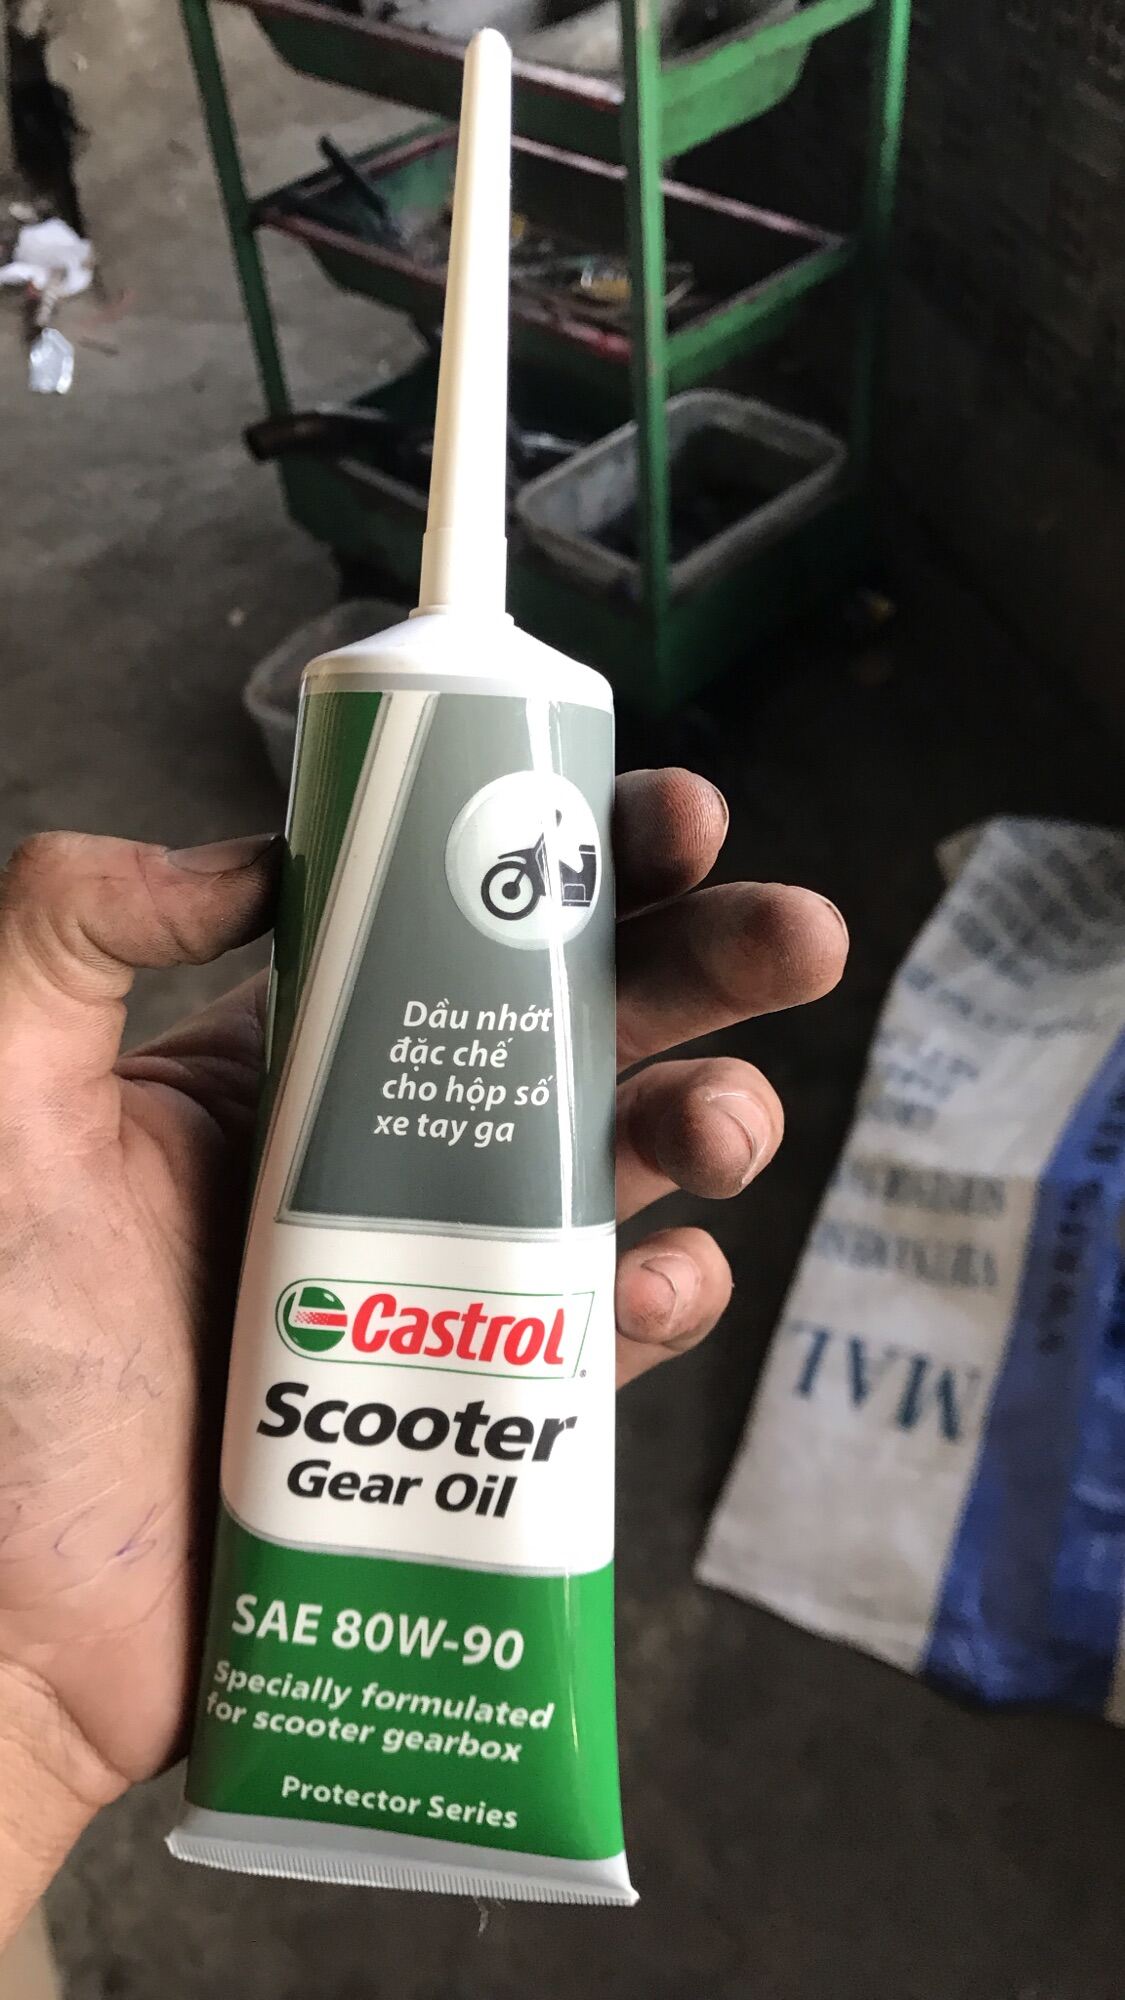 Dầu nhớt
đặc chế
cho hộp số
xe tay ga
Castrol
Scooter
Gear Oil
SAE 80W-90
Specially formulated
for scooter gearbox
Protector Series
MAL